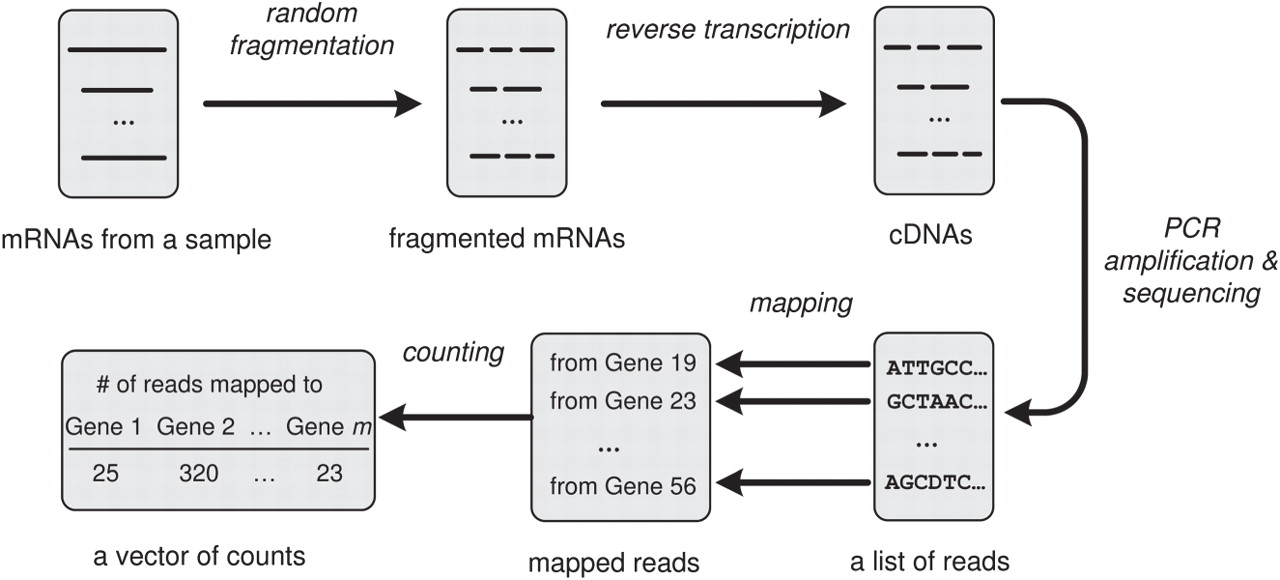 random
fragmentation
reverse transcription
...
...
...
mRNAs from a sample
fragmented mRNAs
cDNAs
PCR
amplification &
sequencing
mapping
counting
# of reads mapped to
Gene 1 Gene 2 ... Gene m
25 320 ... 23
from Gene 19
from Gene 23
...
from Gene 56
ATTGCC...
GCTAAC...
...
AGCDTC...
a vector of counts
mapped reads
a list of reads